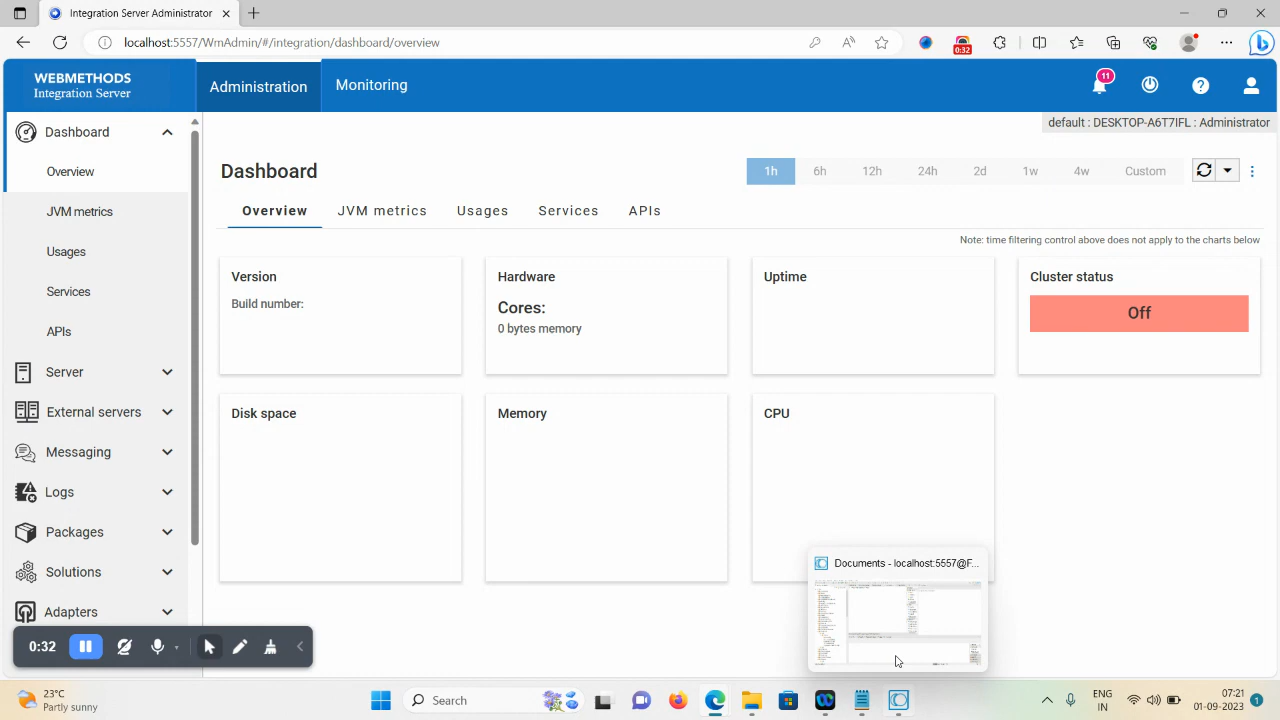 Integration Server Administrator
localhost:5557/WmAdmin/#/integration/dashboard/overview
0:32
WEBMETHODS
Integration Server
Administration
Monitoring
11
default : DESKTOP-A6T7IFL : Administrator
Dashboard
Overview
JVM metrics
Usages
Services
APIs
Server
External servers
Messaging
Logs
Packages
Solutions
Adapters
Dashboard
1h 6h 12h 24h 2d 1w 4w Custom
Overview JVM metrics Usages Services APIs
Note: time filtering control above does not apply to the charts below
Version
Build number:
Hardware
Cores:
0 bytes memory
Uptime
Cluster status
Off
Disk space
Memory
CPU
Documents - localhost:5557@F...
23°C
Partly sunny
Search
ENG
IN
07:21
01-09-2023
1